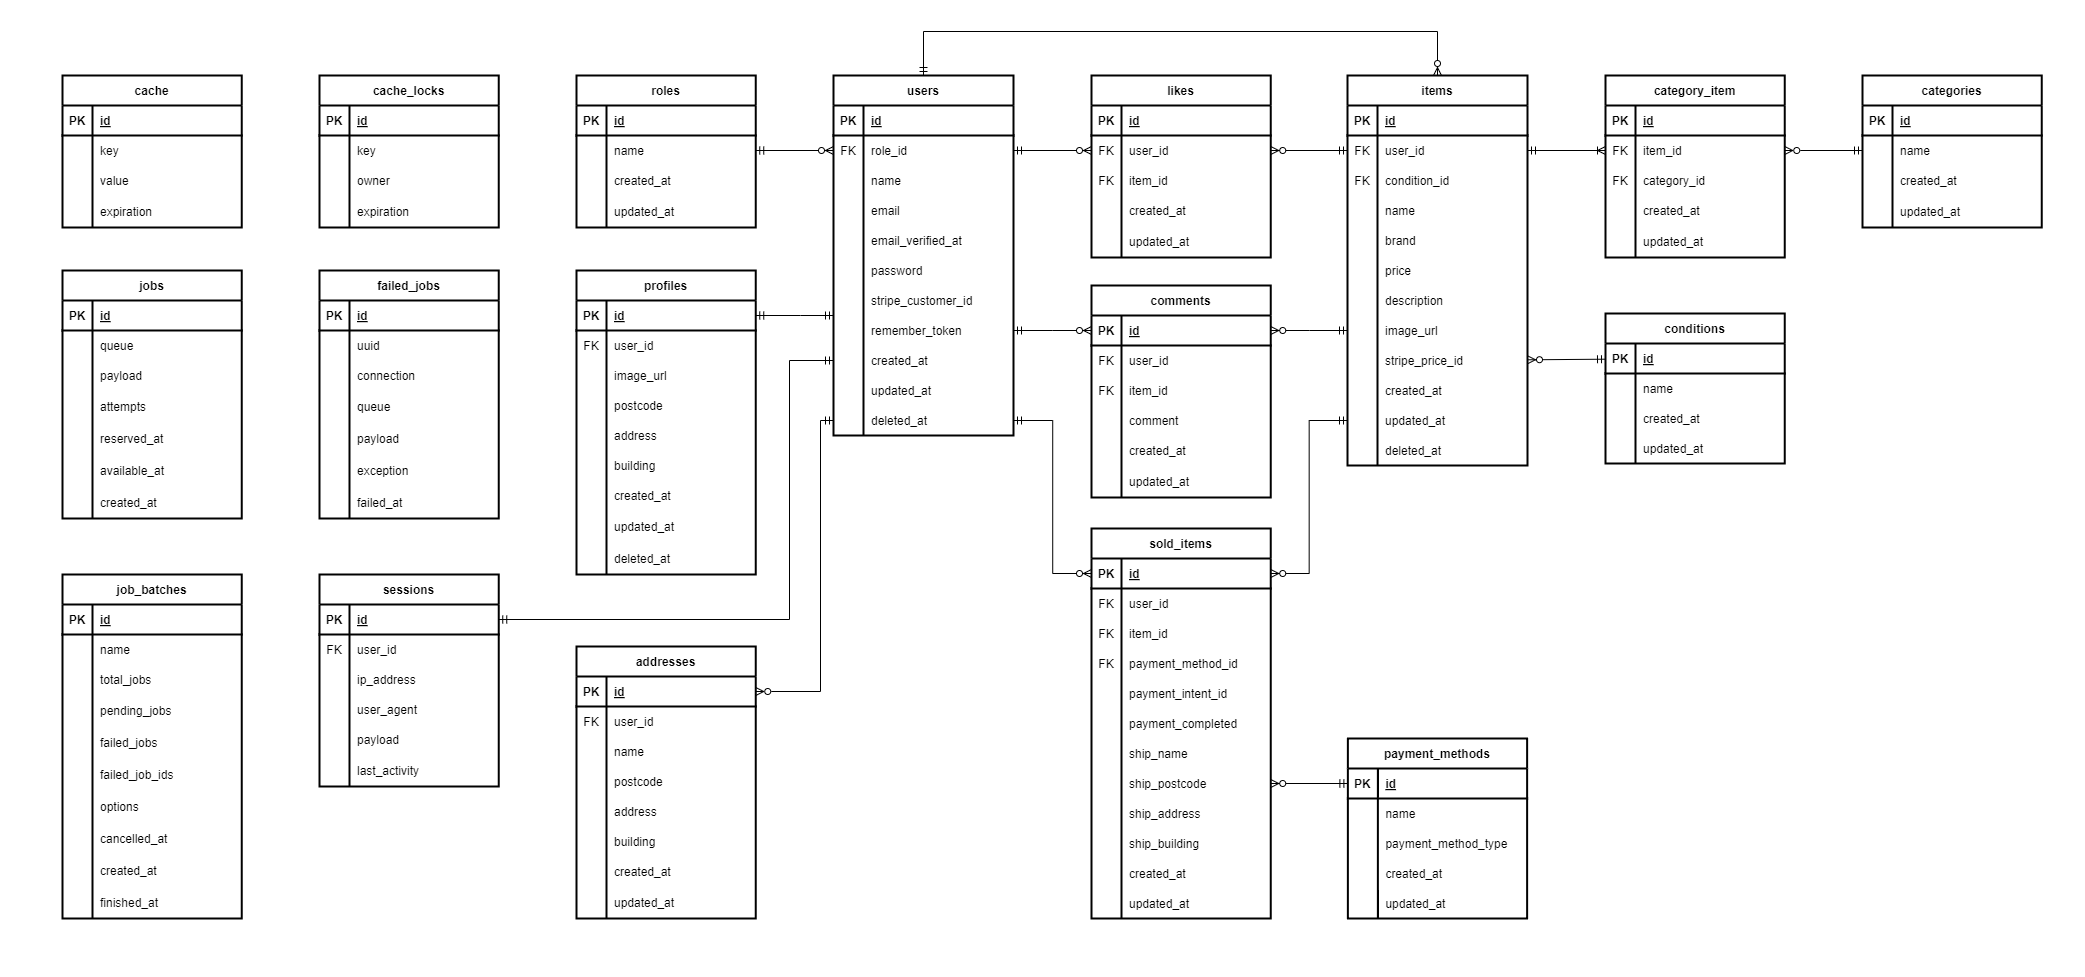 cache
PK id
key
value
expiration
cache_locks
PK id
key
owner
expiration
roles
PK id
name
created_at
updated_at
users
PK id
FK role_id
name
email
email_verified_at
password
stripe_customer_id
remember_token
created_at
updated_at
deleted_at
likes
PK id
FK user_id
FK item_id
created_at
updated_at
items
PK id
FK user_id
FK condition_id
name
brand
price
description
image_url
stripe_price_id
created_at
updated_at
deleted_at
category_item
PK id
FK item_id
FK category_id
created_at
updated_at
categories
PK id
name
created_at
updated_at
jobs
PK id
queue
payload
attempts
reserved_at
available_at
created_at
failed_jobs
PK id
uuid
connection
queue
payload
exception
failed_at
profiles
PK id
FK user_id
image_url
postcode
address
building
created_at
updated_at
deleted_at
comments
PK id
FK user_id
FK item_id
comment
created_at
updated_at
conditions
PK id
name
created_at
updated_at
job_batches
PK id
name
total_jobs
pending_jobs
failed_jobs
failed_job_ids
options
cancelled_at
created_at
finished_at
sessions
PK id
FK user_id
ip_address
user_agent
payload
last_activity
addresses
PK id
FK user_id
name
postcode
address
building
created_at
updated_at
sold_items
PK id
FK user_id
FK item_id
FK payment_method_id
payment_intent_id
payment_completed
ship_name
ship_postcode
ship_address
ship_building
created_at
updated_at
payment_methods
PK id
name
payment_method_type
created_at
updated_at